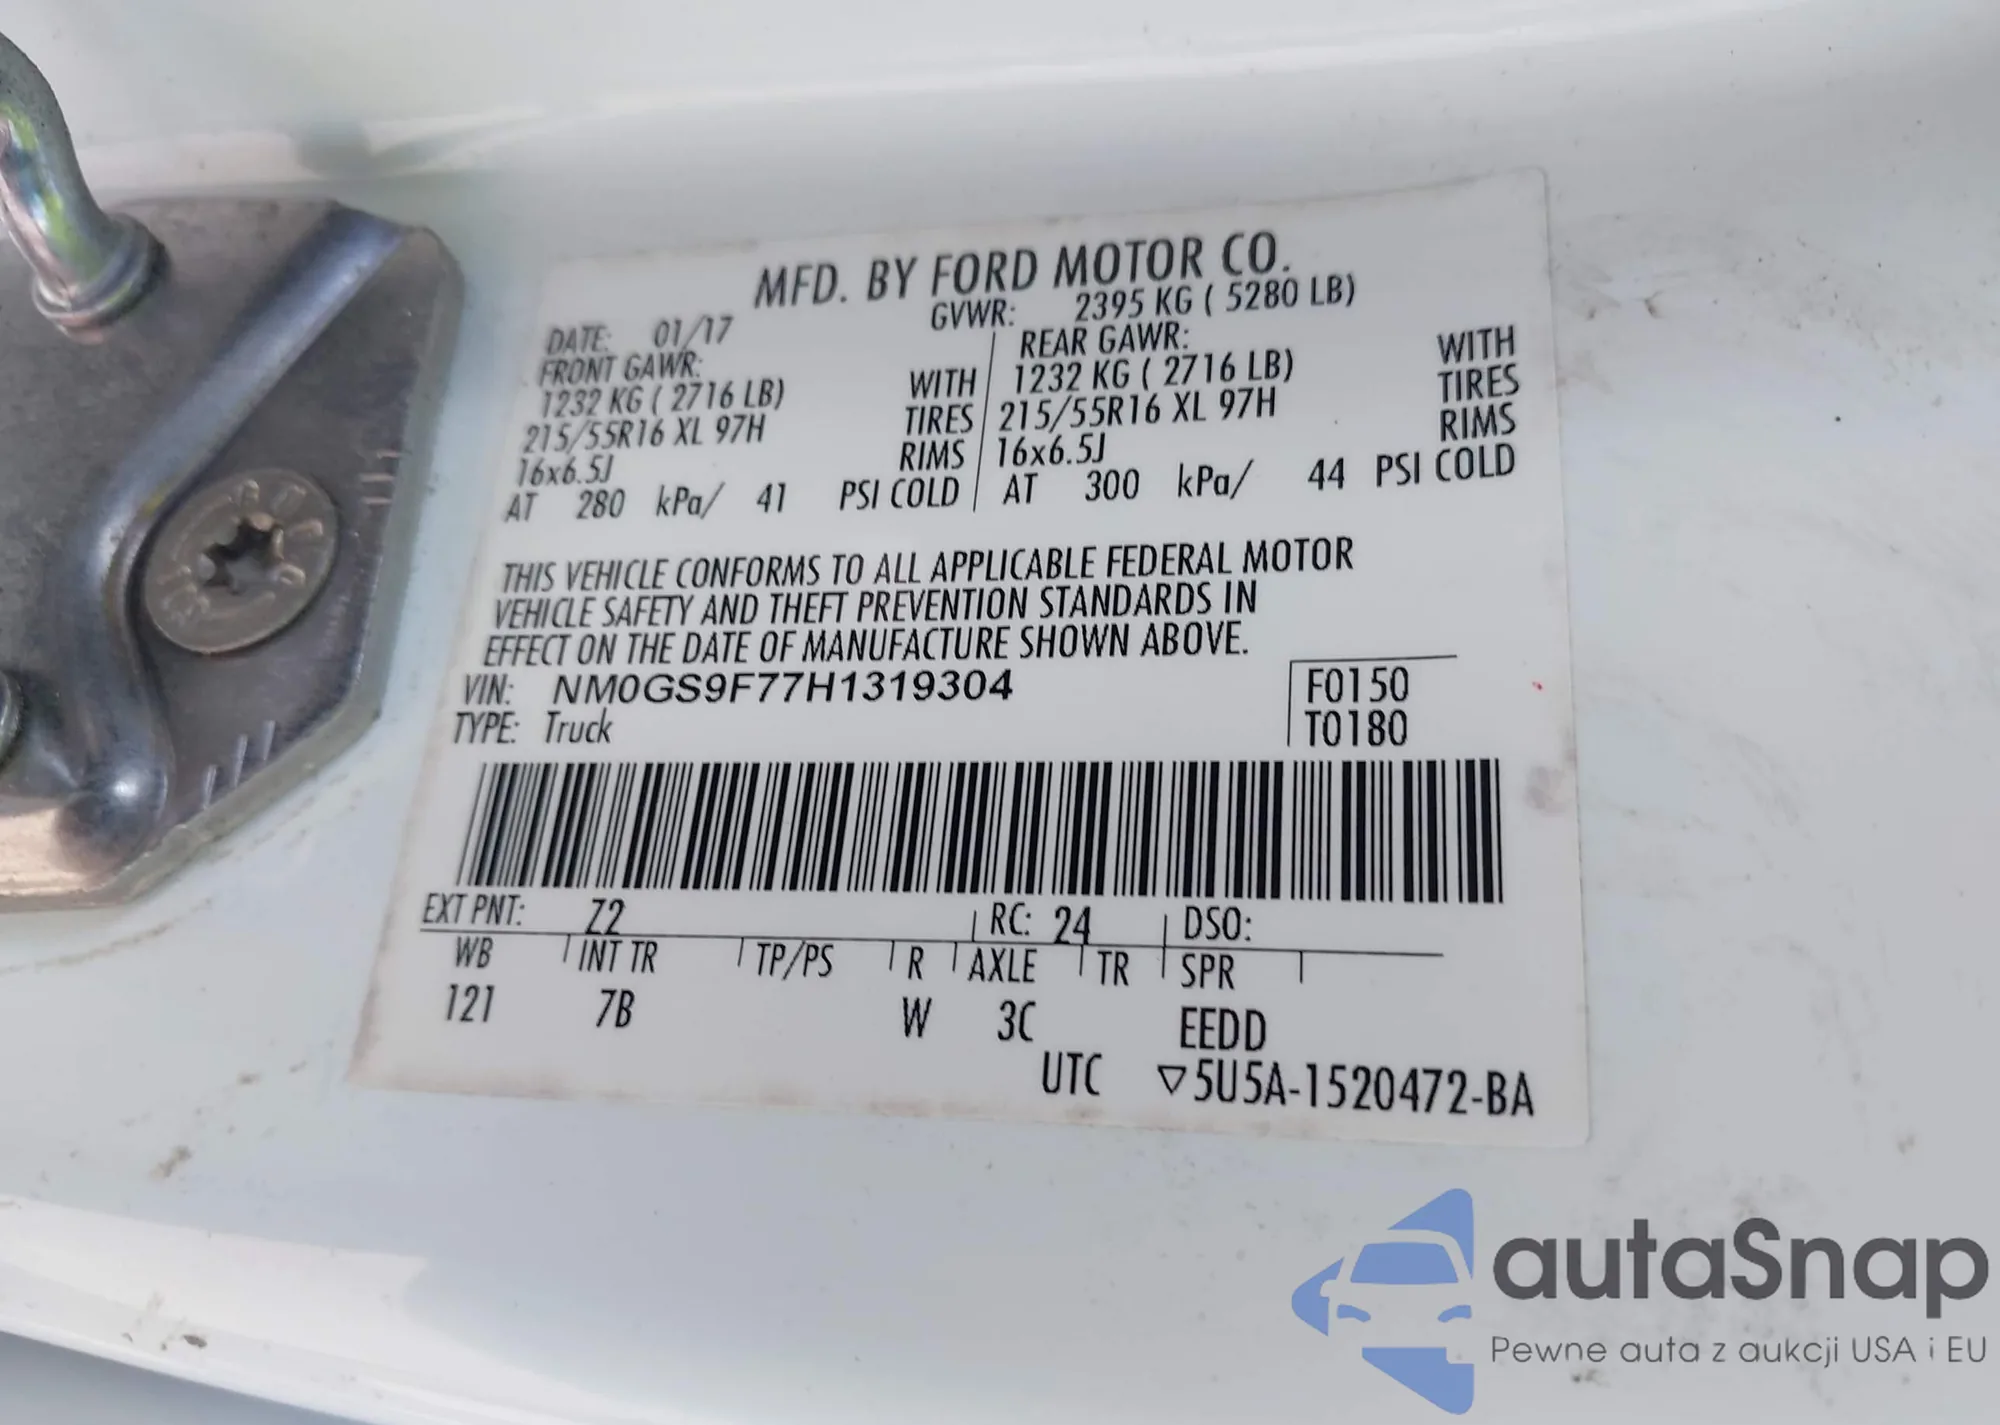 MFD. BY FORD MOTOR CO.
DATE: 01/17 GVWR: 2395 KG ( 5280 LB)
FRONT GAWR: REAR GAWR:
1232 KG ( 2716 LB) WITH 1232 KG ( 2716 LB) WITH
215/55R16 XL 97H TIRES 215/55R16 XL 97H TIRES
16x6.5J RIMS 16x6.5J RIMS
AT 280 kPa/ 41 PSI COLD AT 300 kPa/ 44 PSI COLD
THIS VEHICLE CONFORMS TO ALL APPLICABLE FEDERAL MOTOR
VEHICLE SAFETY AND THEFT PREVENTION STANDARDS IN
EFFECT ON THE DATE OF MANUFACTURE SHOWN ABOVE.
VIN: NM0GS9F77H1319304 F0150
TYPE: Truck T0180
EXT PNT: Z2 RC: 24 DSO:
WB INT TR TP/PS R AXLE TR SPR
121 7B W 3C EEDD
UTC ▽5U5A-1520472-BA
autaSnap
Pewne auta z aukcji USA i EU